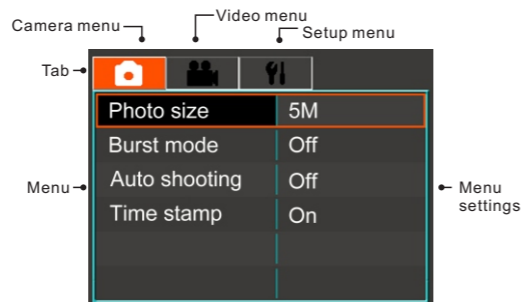 Camera menu
Video menu
Setup menu
Tab
Photo size 5M
Burst mode Off
Auto shooting Off
Time stamp On
Menu
Menu
settings